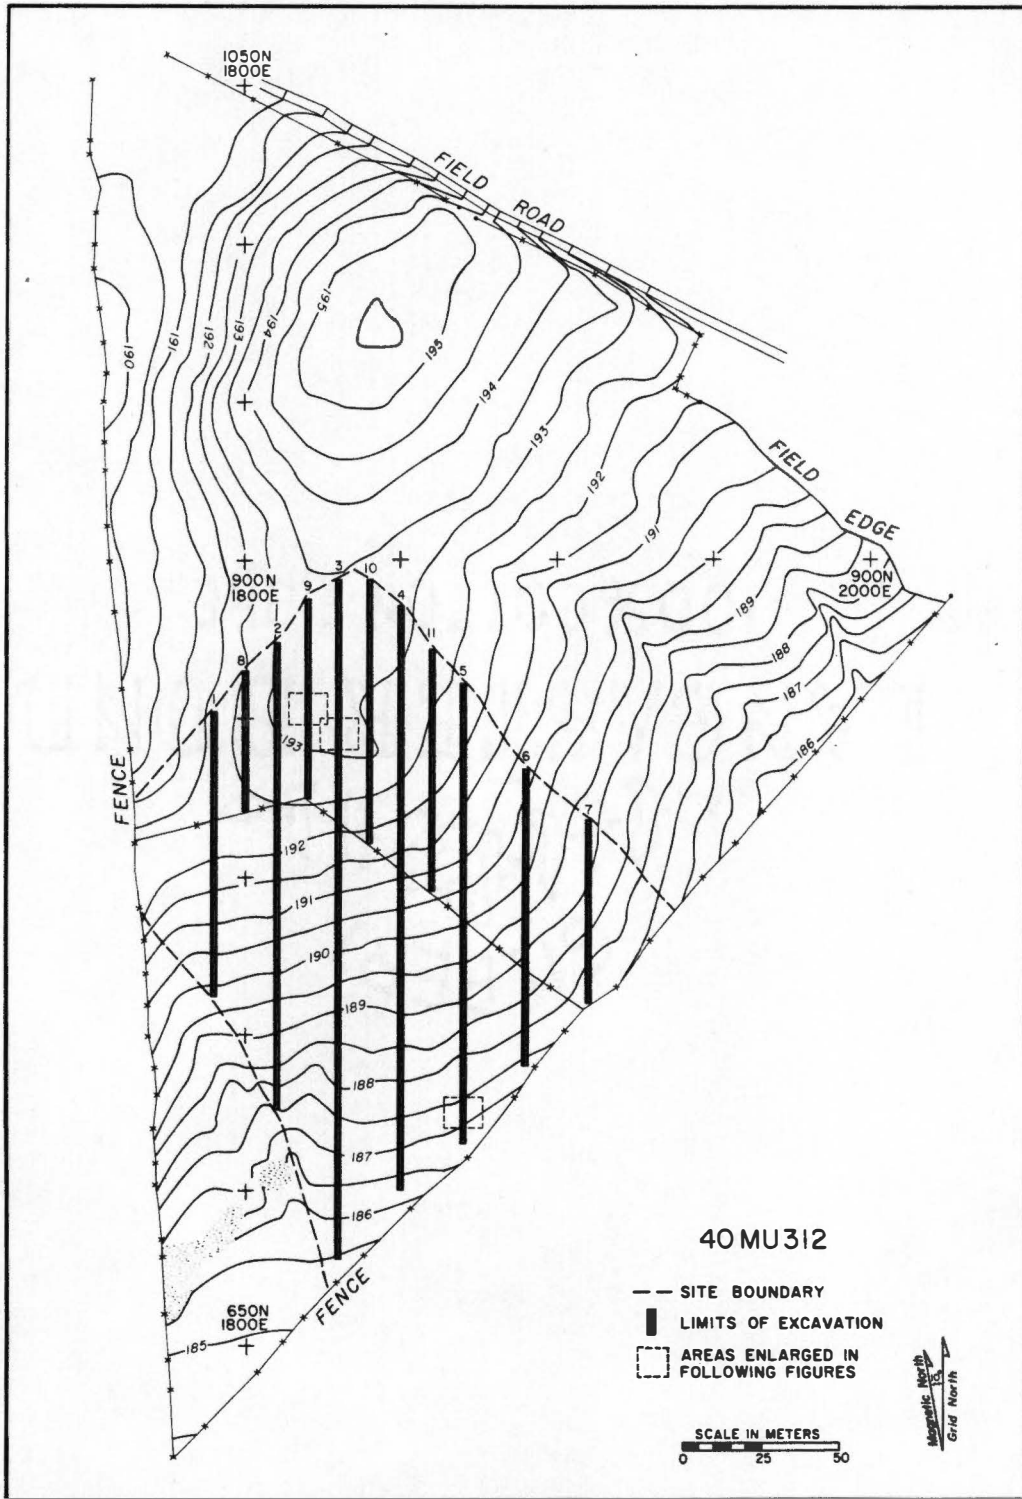 1050N
1800E
FIELD
ROAD
195
194
193
192
191
190
195
194
193
192
191
FIELD
EDGE
900N
2000E
900N
1800E
3
10
9
4
2
11
8
5
1
6
7
189
188
187
186
193
FENCE
192
191
190
189
188
187
186
FENCE
650N
1800E
185
40MU312
SITE BOUNDARY
LIMITS OF EXCAVATION
AREAS ENLARGED IN
FOLLOWING FIGURES
SCALE IN METERS
0 25 50
Magnetic North
Grid North